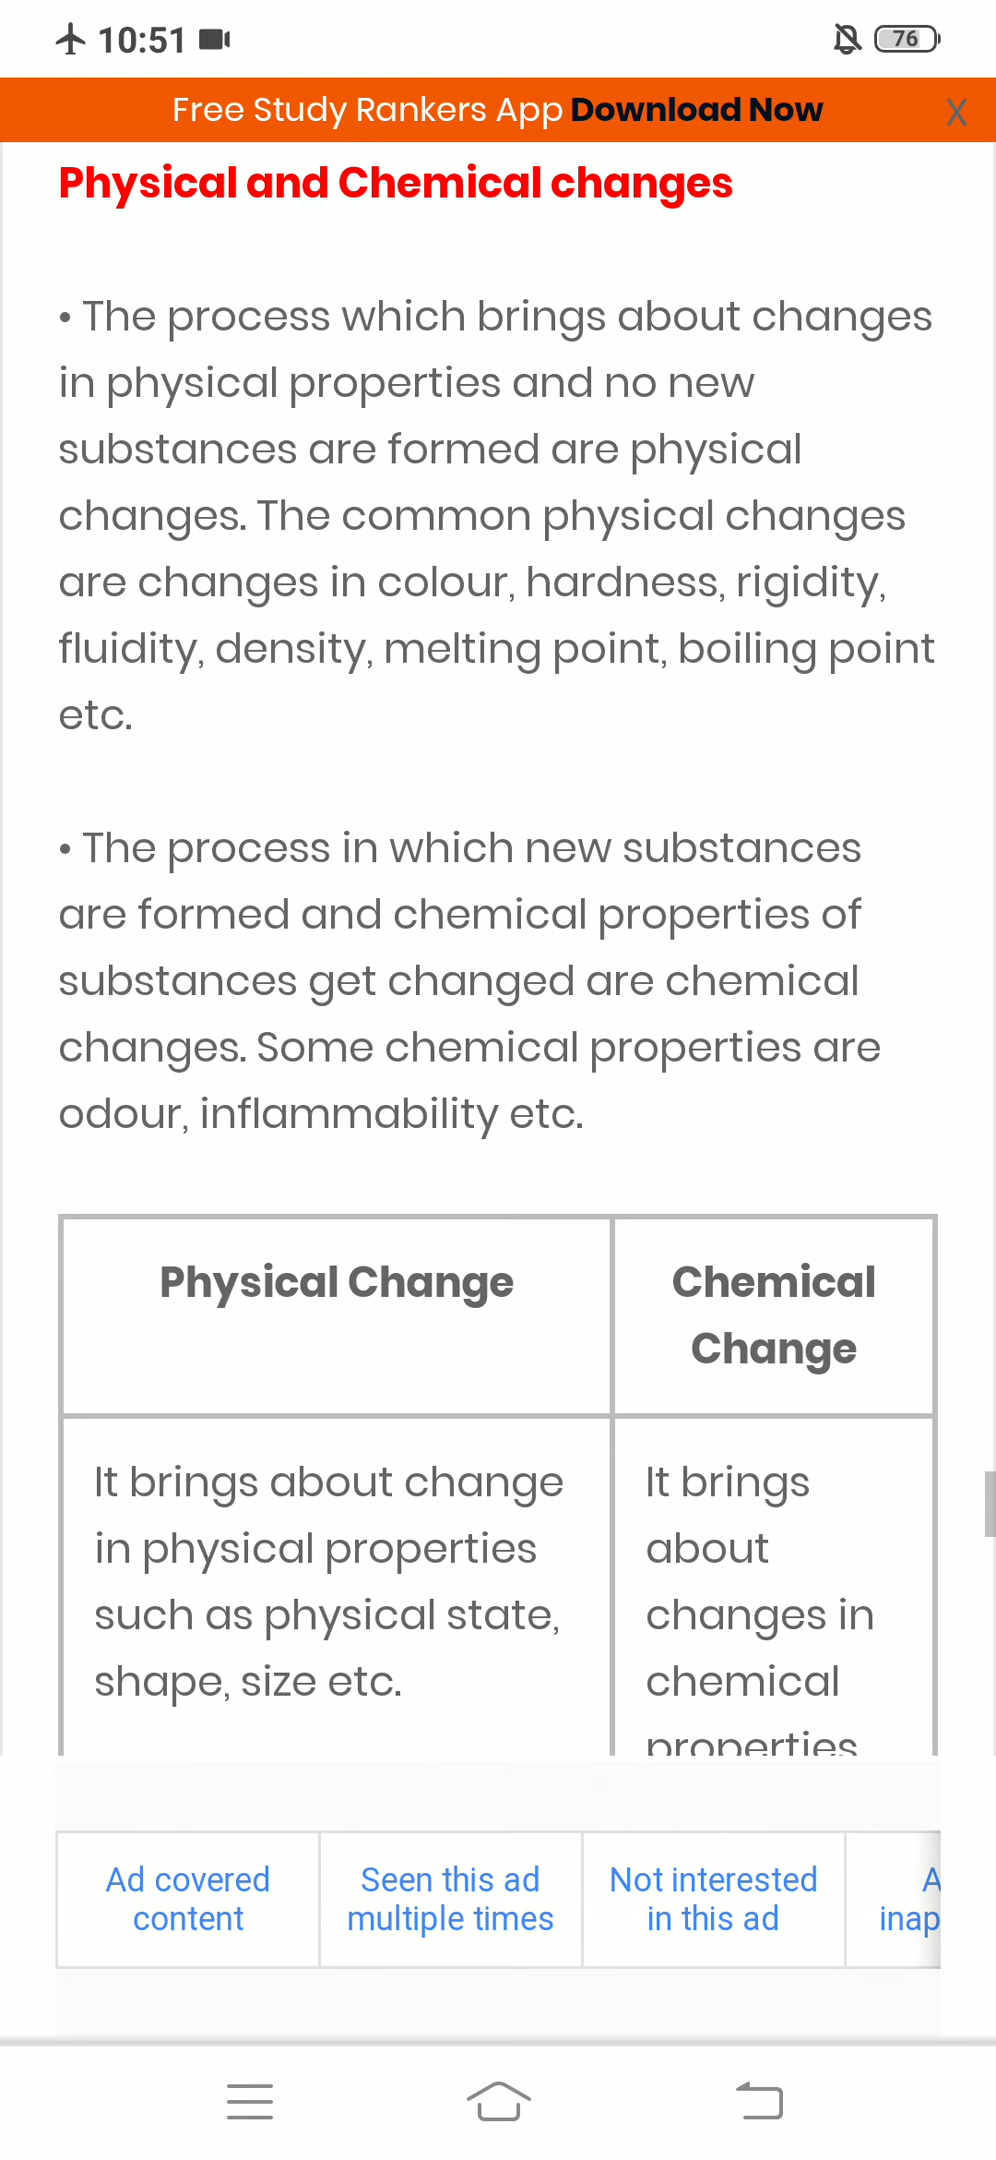 10:51
76
Free Study Rankers App Download Now X
Physical and Chemical changes
• The process which brings about changes
in physical properties and no new
substances are formed are physical
changes. The common physical changes
are changes in colour, hardness, rigidity,
fluidity, density, melting point, boiling point
etc.
• The process in which new substances
are formed and chemical properties of
substances get changed are chemical
changes. Some chemical properties are
odour, inflammability etc.
Physical Change
Chemical
Change
It brings about change
in physical properties
such as physical state,
shape, size etc.
It brings
about
changes in
chemical
properties
Ad covered
content
Seen this ad
multiple times
Not interested
in this ad
A
inap